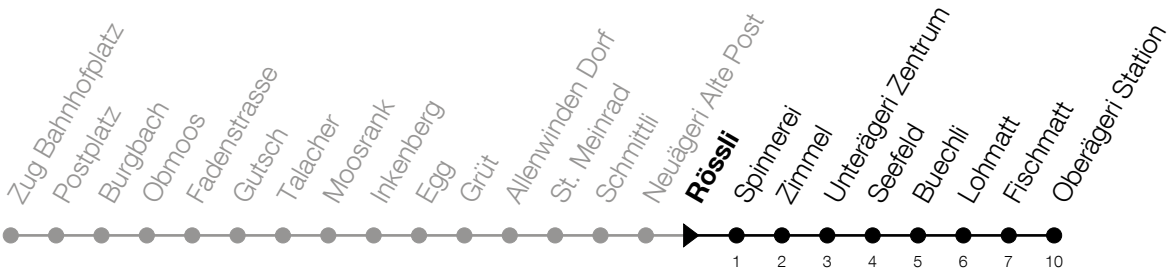 Zug Bahnhofplatz
Postplatz
Burgbach
Obmoos
Fadenstrasse
Gutsch
Talacher
Moosrank
Inkenberg
Egg
Grüt
Allenwinden Dorf
St. Meinrad
Schmittli
Neuägeri Alte Post
Rössli
Spinnerei
Zimmel
Unterägeri Zentrum
Seefeld
Buechli
Lohmatt
Fischmatt
Oberägeri Station
1 2 3 4 5 6 7 10